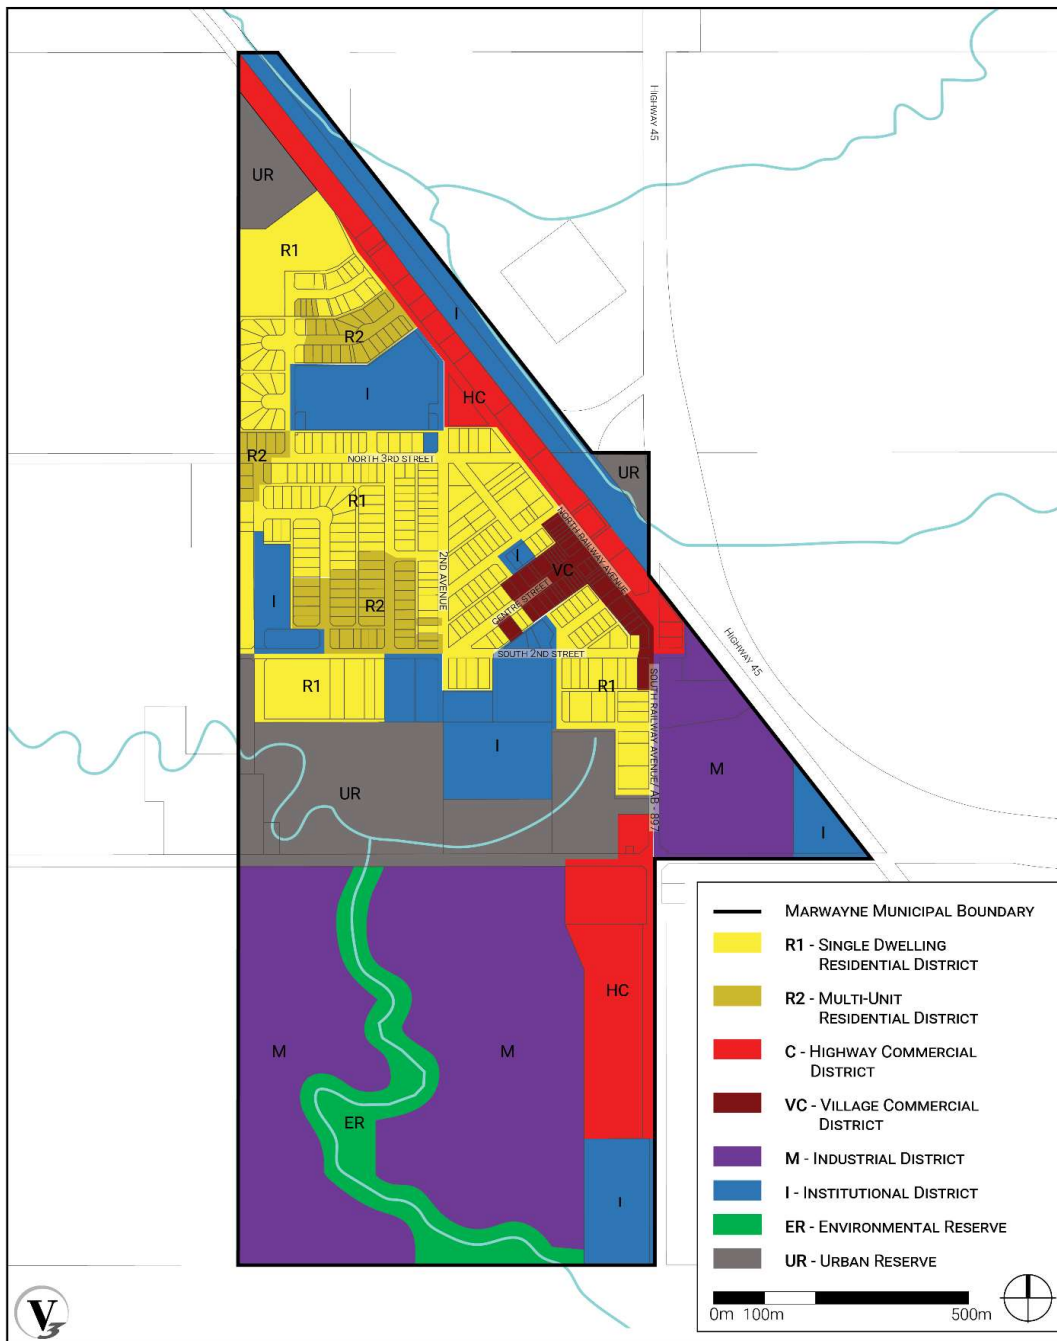 HIGHWAY 45
UR
R1
R2
I
I
HC
R2
NORTH 3RD STREET
UR
R1
NORTH RAILWAY AVENUE
2ND AVENUE
I
VC
CENTRE STREET
I
R2
HIGHWAY 45
SOUTH 2ND STREET
R1
R1
SOUTH RAILWAY AVENUE/ AB - 897
I
M
UR
I
HC
M
M
ER
I
MARWAYNE MUNICIPAL BOUNDARY
R1 - SINGLE DWELLING
RESIDENTIAL DISTRICT
R2 - MULTI-UNIT
RESIDENTIAL DISTRICT
C - HIGHWAY COMMERCIAL
DISTRICT
VC - VILLAGE COMMERCIAL
DISTRICT
M - INDUSTRIAL DISTRICT
I - INSTITUTIONAL DISTRICT
ER - ENVIRONMENTAL RESERVE
UR - URBAN RESERVE
0m 100m 500m
V3